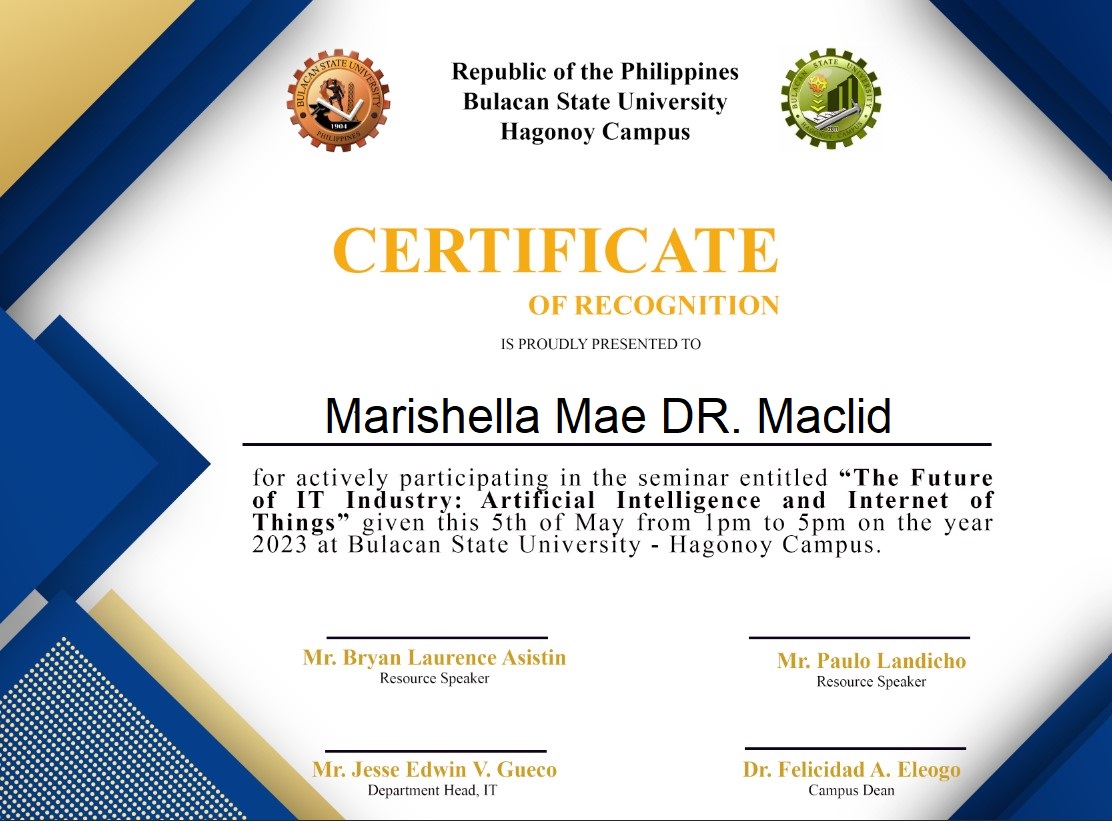 BULACAN STATE UNIVERSITY
1904
PHILIPPINES
Republic of the Philippines
Bulacan State University
Hagonoy Campus
BULACAN STATE UNIVERSITY
HAGONOY CAMPUS
CERTIFICATE
OF RECOGNITION
IS PROUDLY PRESENTED TO
Marishella Mae DR. Maclid
for actively participating in the seminar entitled “The Future
of IT Industry: Artificial Intelligence and Internet of
Things” given this 5th of May from 1pm to 5pm on the year
2023 at Bulacan State University - Hagonoy Campus.
Mr. Bryan Laurence Asistin
Resource Speaker
Mr. Paulo Landicho
Resource Speaker
Mr. Jesse Edwin V. Gueco
Department Head, IT
Dr. Felicidad A. Eleogo
Campus Dean